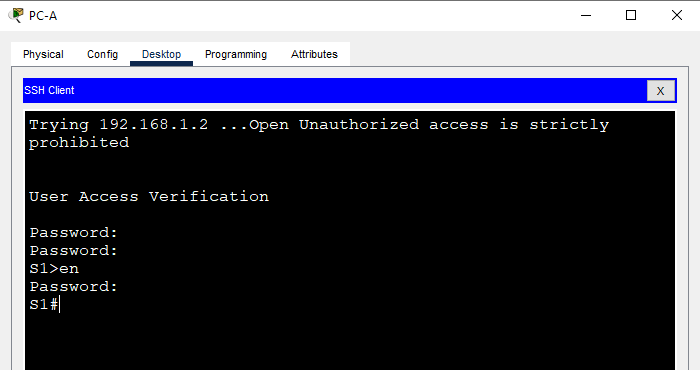 PC-A
Physical Config Desktop Programming Attributes
SSH Client X
Trying 192.168.1.2 ...Open Unauthorized access is strictly
prohibited
User Access Verification
Password:
Password:
S1>en
Password:
S1#